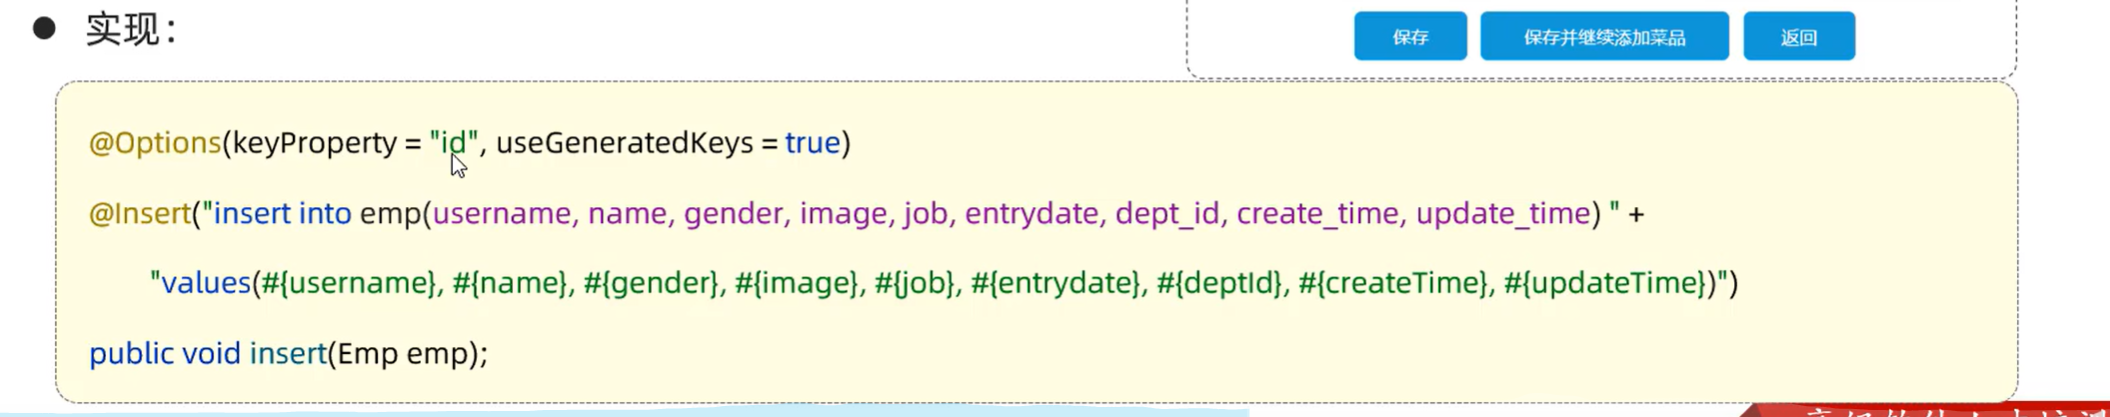 ● 实现：
保存 保存并继续添加菜品 返回
@Options(keyProperty = "id", useGeneratedKeys = true)
@Insert("insert into emp(username, name, gender, image, job, entrydate, dept_id, create_time, update_time) " +
"values(#{username}, #{name}, #{gender}, #{image}, #{job}, #{entrydate}, #{deptId}, #{createTime}, #{updateTime})")
public void insert(Emp emp);